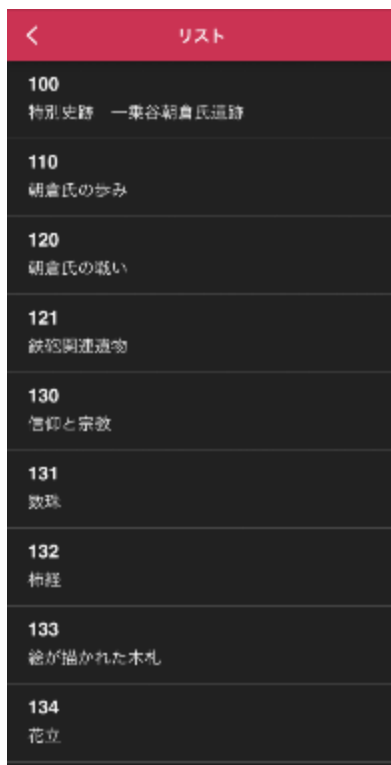 リスト
100
特別史跡　一乗谷朝倉氏遺跡
110
朝倉氏の歩み
120
朝倉氏の戦い
121
鉄砲関連遺物
130
信仰と宗教
131
数珠
132
柿経
133
絵が描かれた木札
134
花立